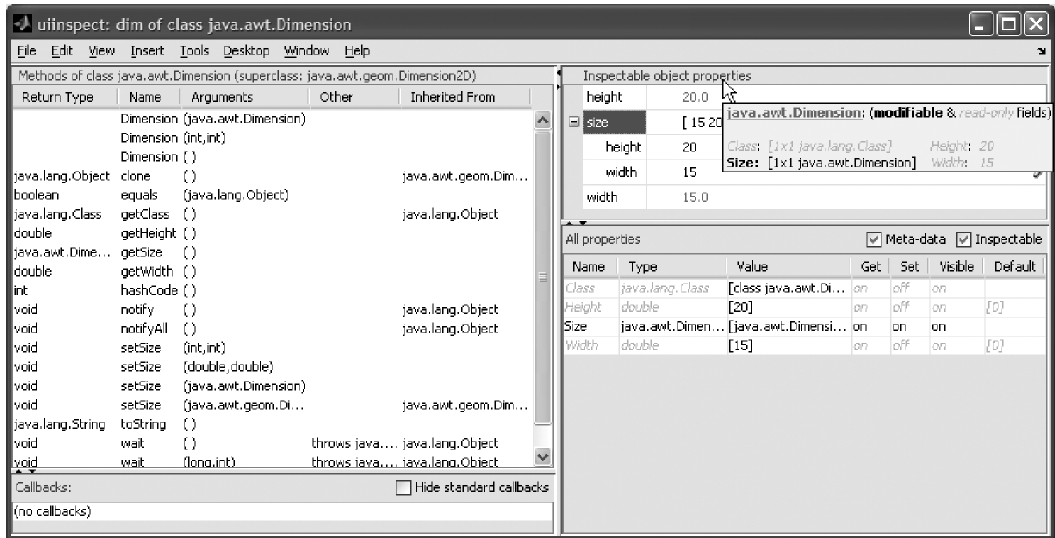 uiinspect: dim of class java.awt.Dimension
File Edit View Insert Tools Desktop Window Help
Methods of class java.awt.Dimension (superclass: java.awt.geom.Dimension2D)
Return Type Name Arguments Other Inherited From
Dimension (java.awt.Dimension)
Dimension (int,int)
Dimension ( )
java.lang.Object clone ( ) java.awt.geom.Dim...
boolean equals (java.lang.Object)
java.lang.Class getClass ( ) java.lang.Object
double getHeight ( )
java.awt.Dime... getSize ( )
double getWidth ( )
int hashCode ( )
void notify ( ) java.lang.Object
void notifyAll ( ) java.lang.Object
void setSize (int,int)
void setSize (double,double)
void setSize (java.awt.Dimension)
void setSize (java.awt.geom.Di... java.awt.geom.Dim...
java.lang.String toString ( )
void wait ( ) throws java.... java.lang.Object
void wait (long,int) throws java.... java.lang.Object
Callbacks: Hide standard callbacks
(no callbacks)
Inspectable object properties
height 20.0
size [ 15 20
height 20
width 15
width 15.0
java.awt.Dimension: (modifiable & read-only fields)
Class: [1x1 java.lang.Class] Height: 20
Size: [1x1 java.awt.Dimension] Width: 15
All properties Meta-data Inspectable
Name Type Value Get Set Visible Default
Class java.lang.Class [class java.awt.Di... on off on
Height double [20] on off on [0]
Size java.awt.Dimen... [java.awt.Dimensi... on on on
Width double [15] on off on [0]